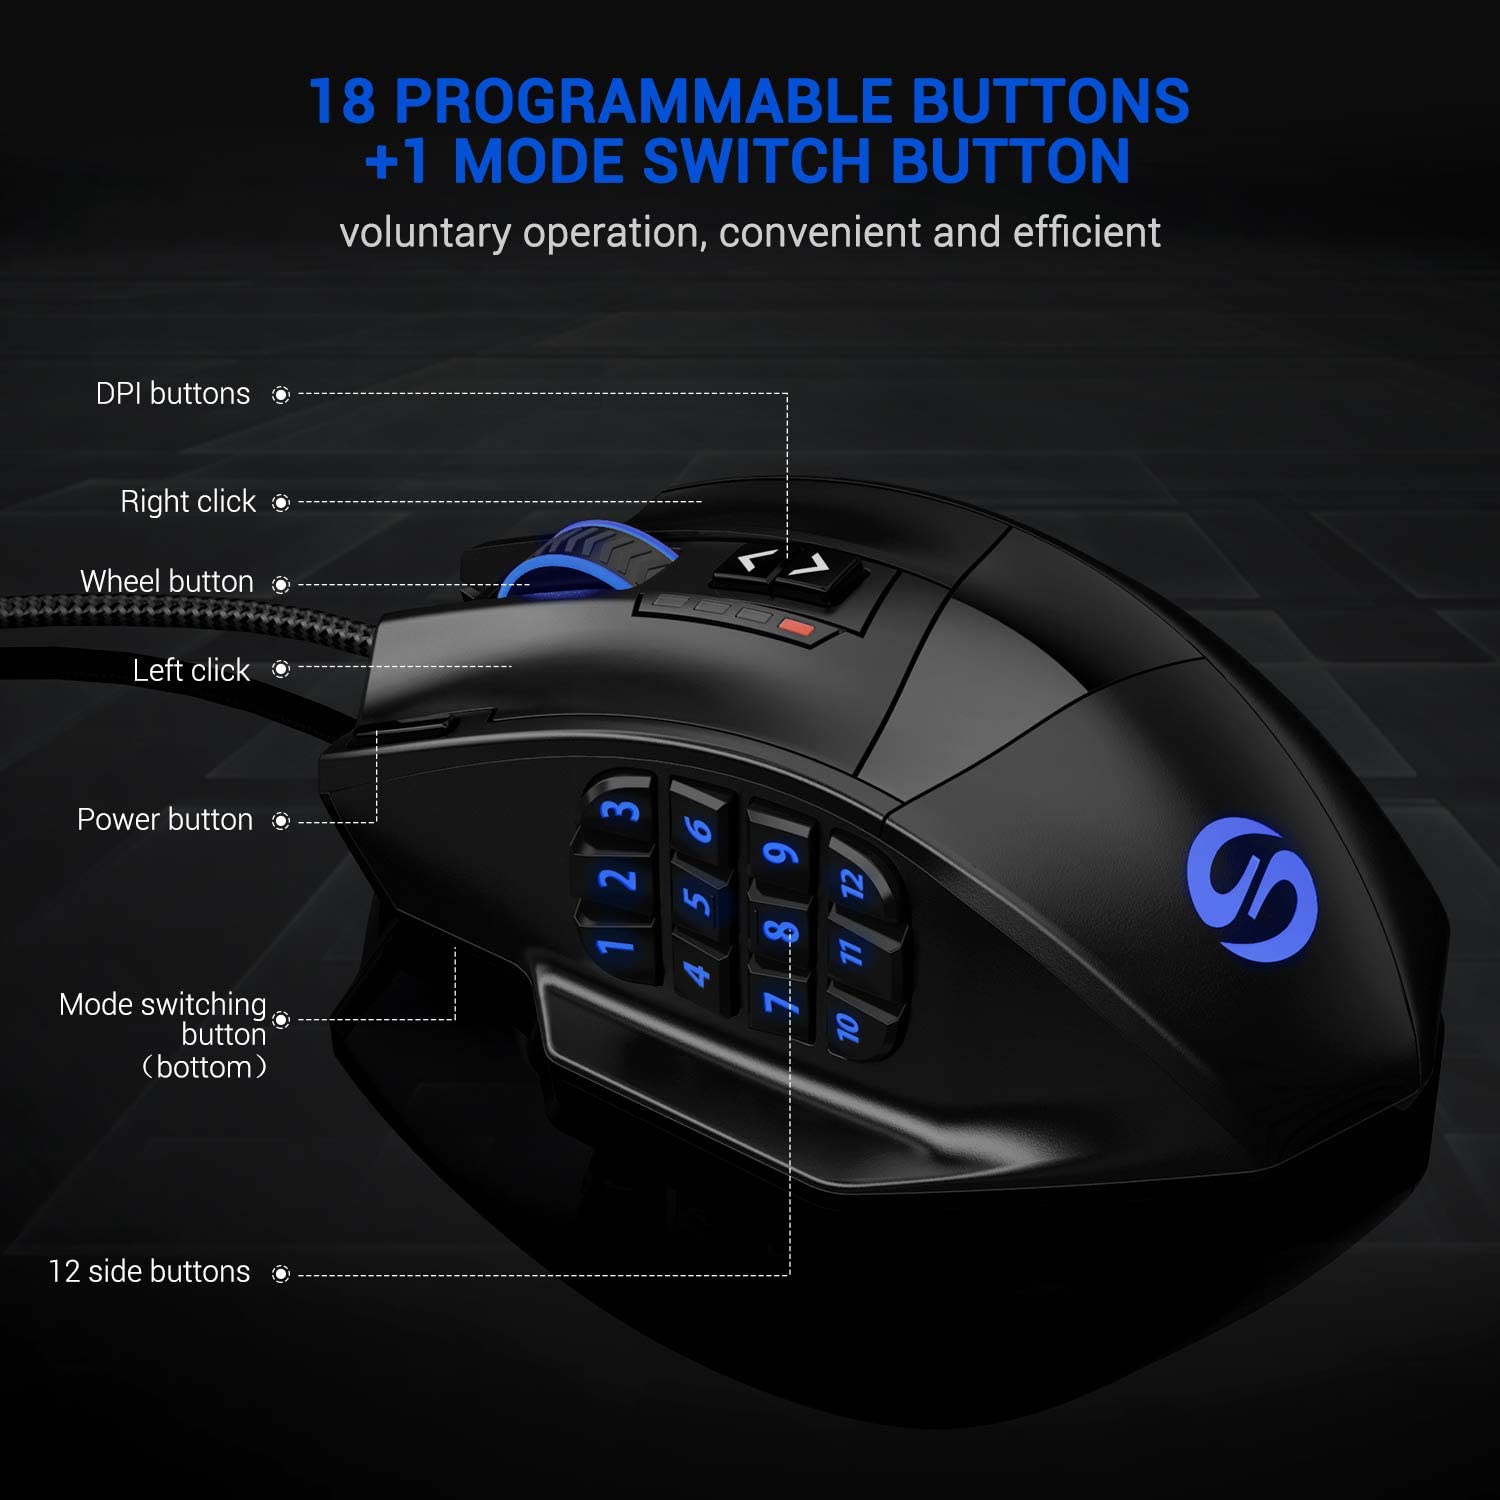 18 PROGRAMMABLE BUTTONS
+1 MODE SWITCH BUTTON
voluntary operation, convenient and efficient
DPI buttons
Right click
Wheel button
Left click
Power button
3
6
9
12
2
5
8
11
1
4
7
10
Mode switching
button
（bottom）
12 side buttons